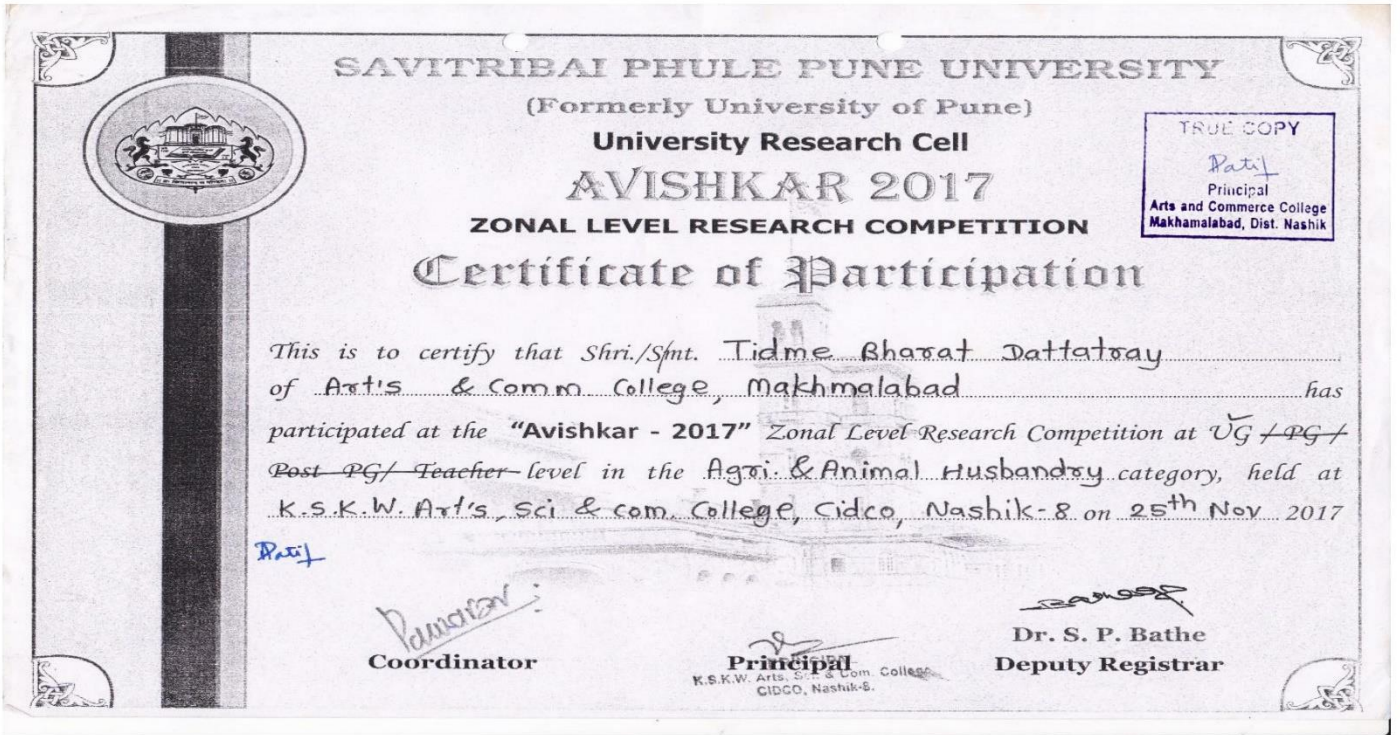 SAVITRIBAI PHULE PUNE UNIVERSITY
(Formerly University of Pune)
University Research Cell
AVISHKAR 2017
ZONAL LEVEL RESEARCH COMPETITION
Certificate of Participation
TRUE COPY
Patil
Principal
Arts and Commerce College
Makhamalabad, Dist. Nashik
This is to certify that Shri./Smt. Tidme Bharat Dattatray
of Art's & Comm College, Makhmalabad has
participated at the "Avishkar - 2017" Zonal Level Research Competition at UG / PG /
Post PG/ Teacher level in the Agri. & Animal Husbandry category, held at
K.S.K.W. Art's, Sci & com. College, Cidco, Nashik-8 on 25th Nov 2017
Patil
Coordinator
Principal
K.S.K.W. Arts, Sci. & Com. College
CIDCO, Nashik-8.
Dr. S. P. Bathe
Deputy Registrar